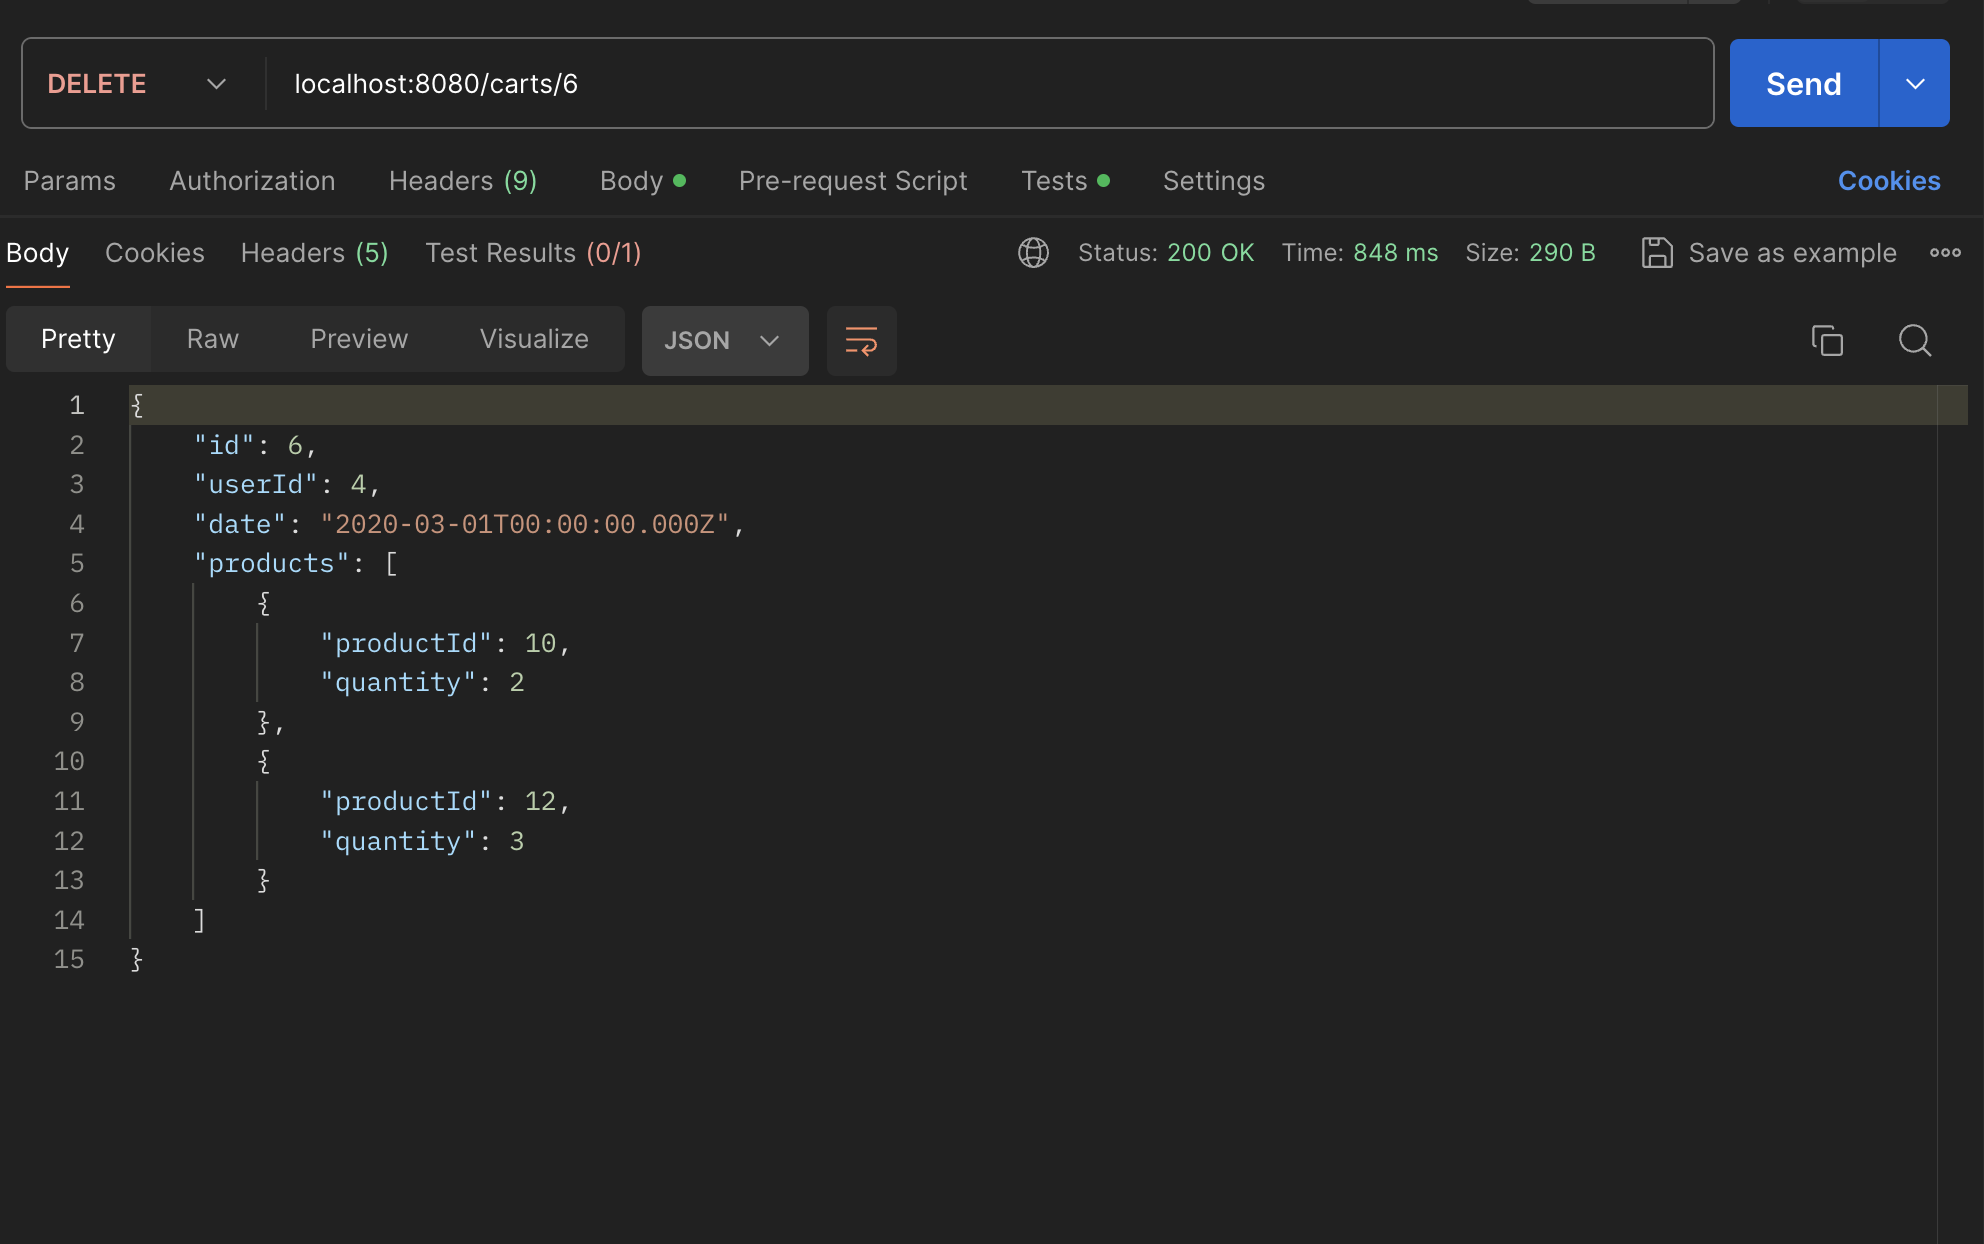 DELETE localhost:8080/carts/6 Send
Params Authorization Headers (9) Body Pre-request Script Tests Settings Cookies
Body Cookies Headers (5) Test Results (0/1) Status: 200 OK Time: 848 ms Size: 290 B Save as example
Pretty Raw Preview Visualize JSON
1 {
2 "id": 6,
3 "userId": 4,
4 "date": "2020-03-01T00:00:00.000Z",
5 "products": [
6 {
7 "productId": 10,
8 "quantity": 2
9 },
10 {
11 "productId": 12,
12 "quantity": 3
13 }
14 ]
15 }